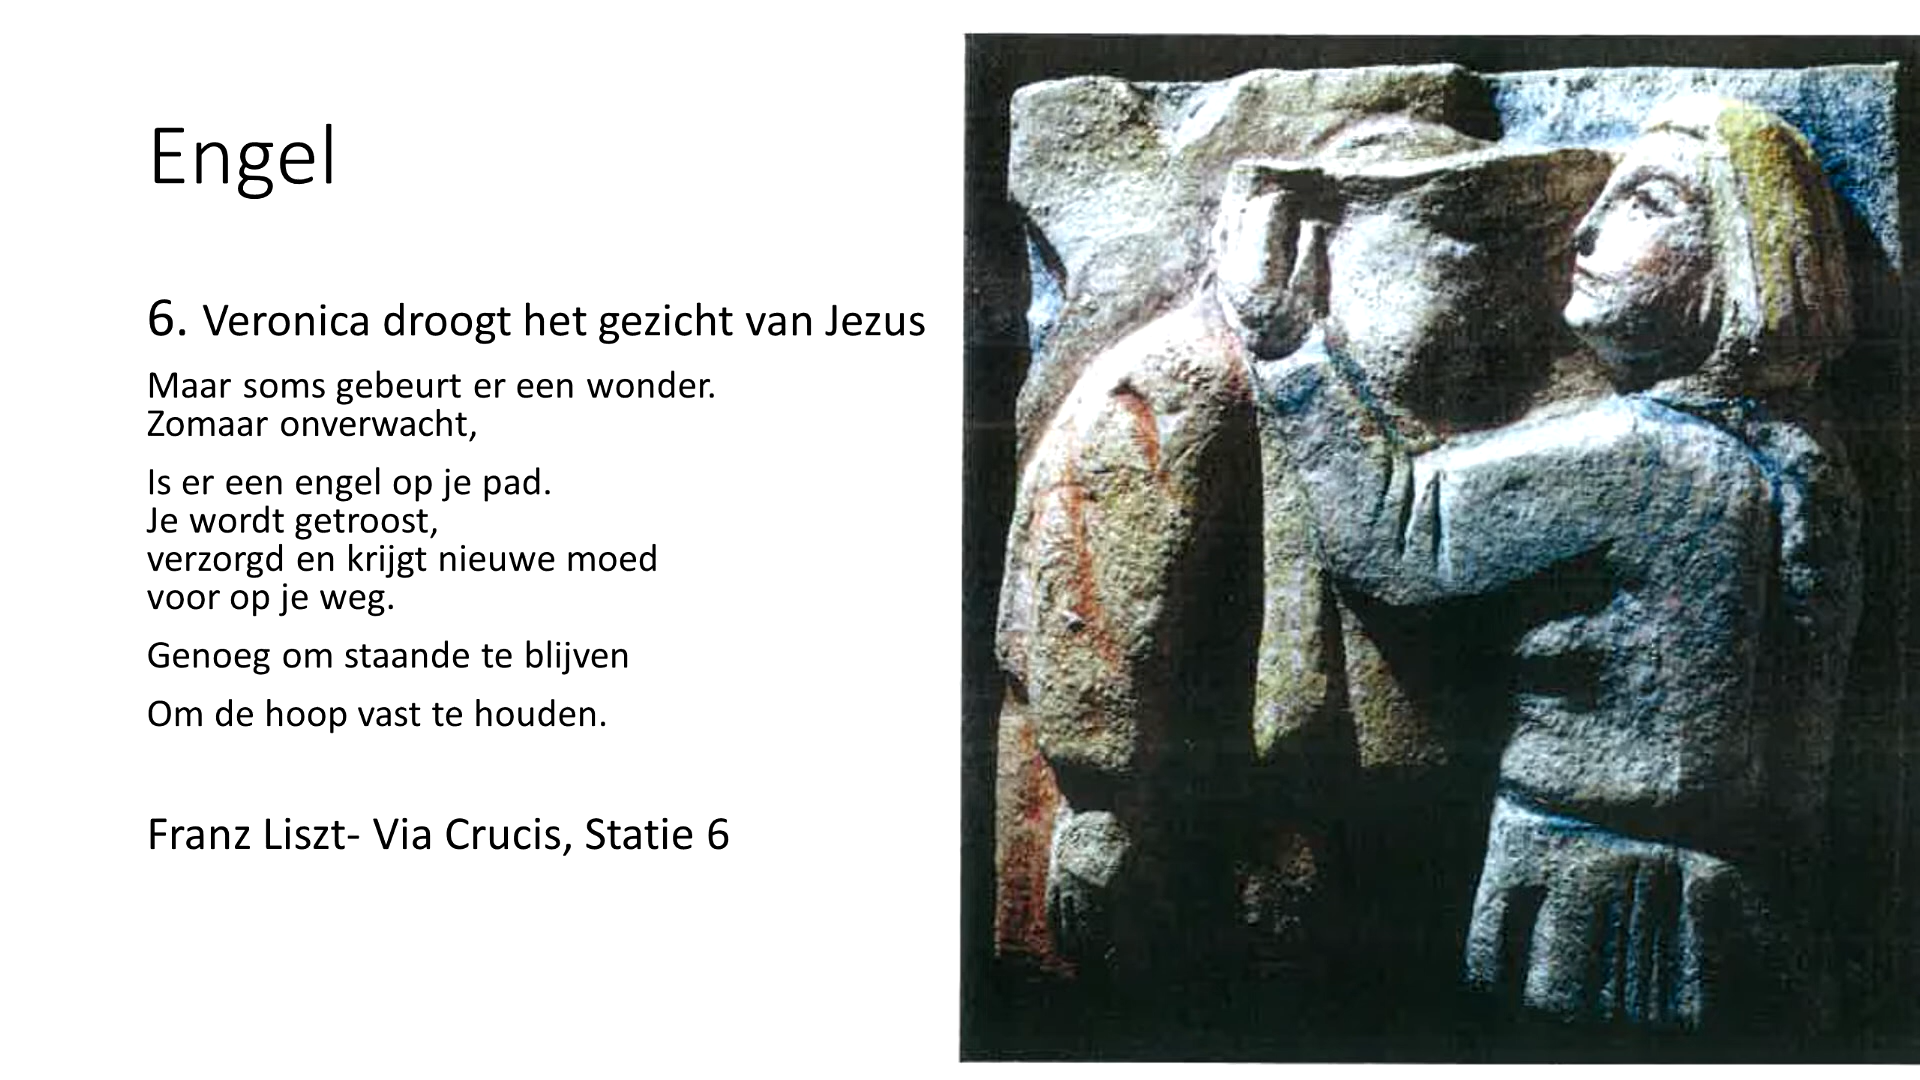 Engel
6. Veronica droogt het gezicht van Jezus
Maar soms gebeurt er een wonder.
Zomaar onverwacht,
Is er een engel op je pad.
Je wordt getroost,
verzorgd en krijgt nieuwe moed
voor op je weg.
Genoeg om staande te blijven
Om de hoop vast te houden.
Franz Liszt- Via Crucis, Statie 6